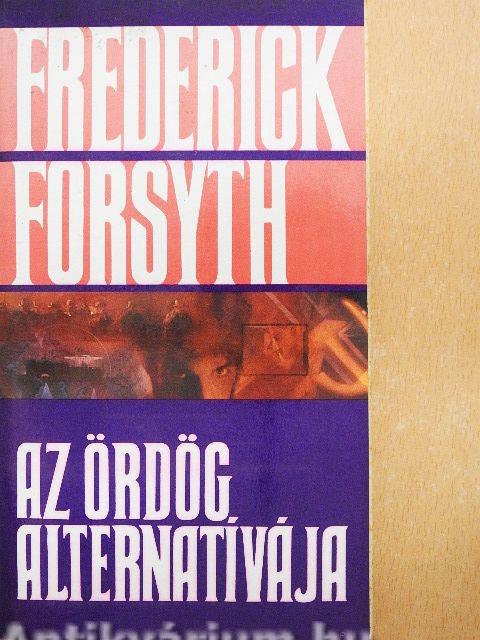 FREDERICK
FORSYTH
AZ ÖRDÖG
ALTERNATÍVÁJA
Antikvárium.hu